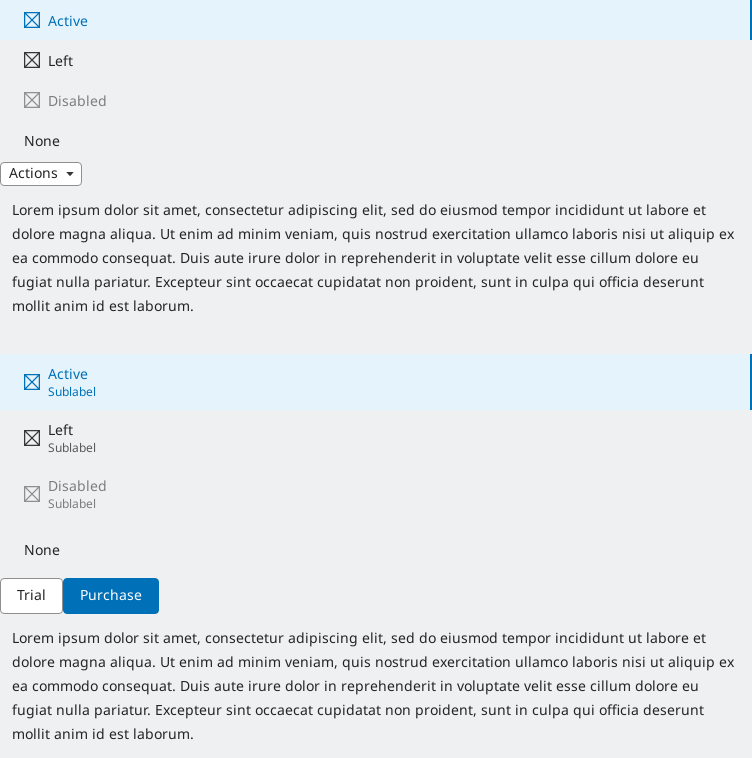 Active
Left
Disabled
None
Actions
Lorem ipsum dolor sit amet, consectetur adipiscing elit, sed do eiusmod tempor incididunt ut labore et
dolore magna aliqua. Ut enim ad minim veniam, quis nostrud exercitation ullamco laboris nisi ut aliquip ex
ea commodo consequat. Duis aute irure dolor in reprehenderit in voluptate velit esse cillum dolore eu
fugiat nulla pariatur. Excepteur sint occaecat cupidatat non proident, sunt in culpa qui officia deserunt
mollit anim id est laborum.
Active
Sublabel
Left
Sublabel
Disabled
Sublabel
None
Trial Purchase
Lorem ipsum dolor sit amet, consectetur adipiscing elit, sed do eiusmod tempor incididunt ut labore et
dolore magna aliqua. Ut enim ad minim veniam, quis nostrud exercitation ullamco laboris nisi ut aliquip ex
ea commodo consequat. Duis aute irure dolor in reprehenderit in voluptate velit esse cillum dolore eu
fugiat nulla pariatur. Excepteur sint occaecat cupidatat non proident, sunt in culpa qui officia deserunt
mollit anim id est laborum.